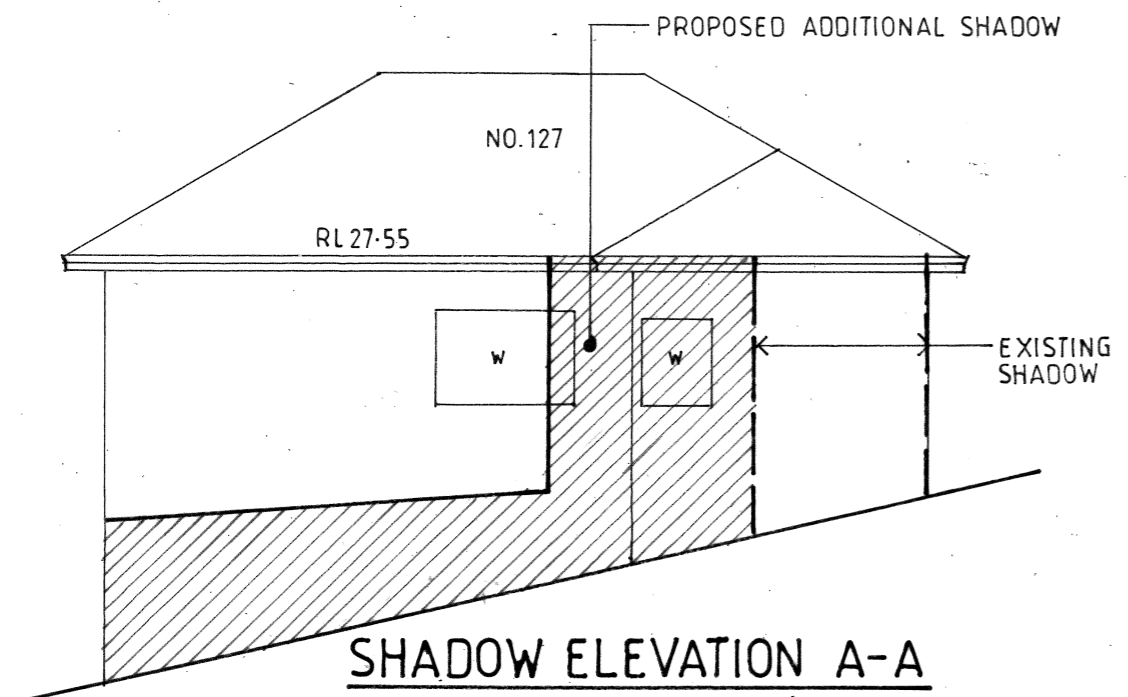 PROPOSED ADDITIONAL SHADOW
NO.127
RL 27·55
W
W
EXISTING
SHADOW
SHADOW ELEVATION A-A